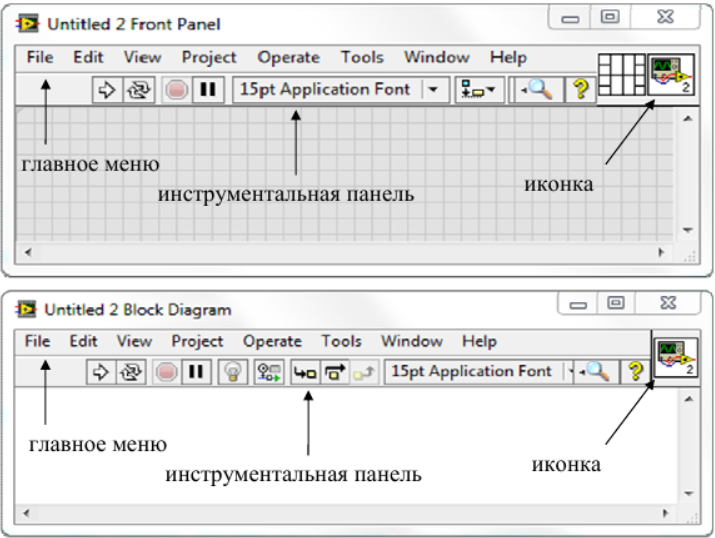 Untitled 2 Front Panel
File Edit View Project Operate Tools Window Help
15pt Application Font
2
главное меню
инструментальная панель
иконка
Untitled 2 Block Diagram
File Edit View Project Operate Tools Window Help
15pt Application Font
2
главное меню
инструментальная панель
иконка